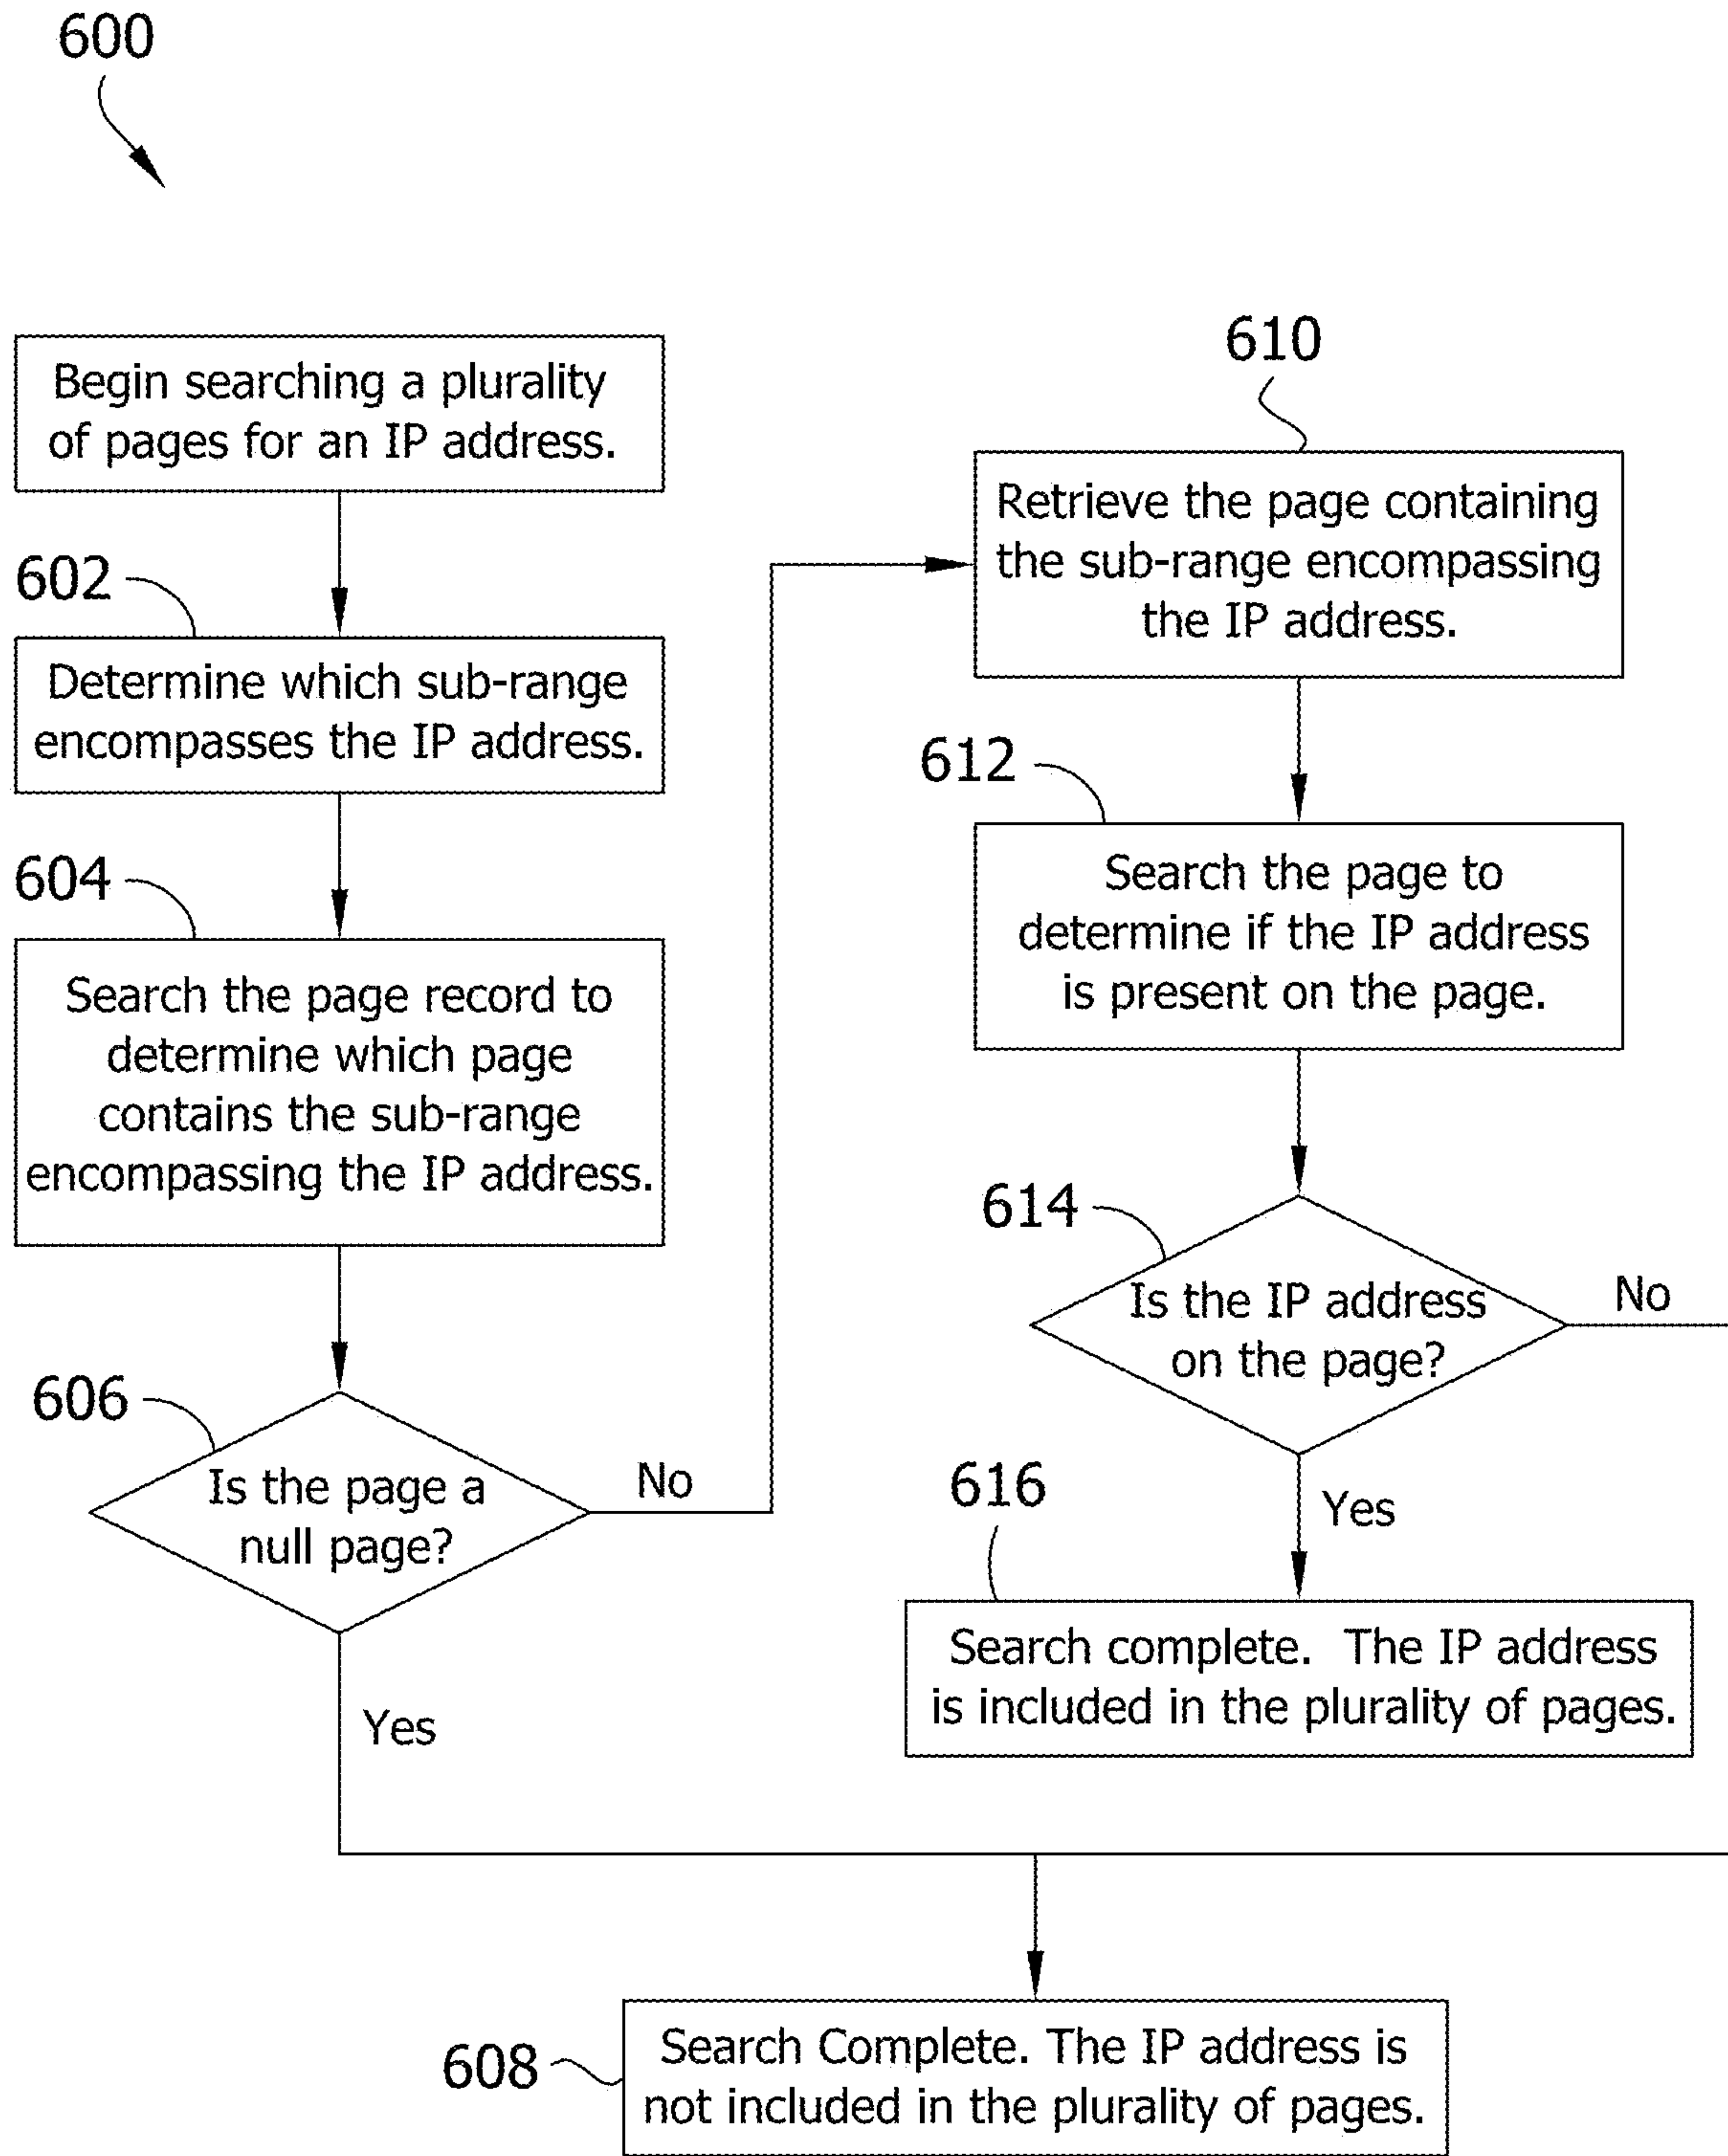 600
Begin searching a plurality
of pages for an IP address.
602
Determine which sub-range
encompasses the IP address.
604
Search the page record to
determine which page
contains the sub-range
encompassing the IP address.
606
Is the page a
null page?
No
Yes
610
Retrieve the page containing
the sub-range encompassing
the IP address.
612
Search the page to
determine if the IP address
is present on the page.
614
Is the IP address
on the page?
No
Yes
616
Search complete. The IP address
is included in the plurality of pages.
608
Search Complete. The IP address is
not included in the plurality of pages.